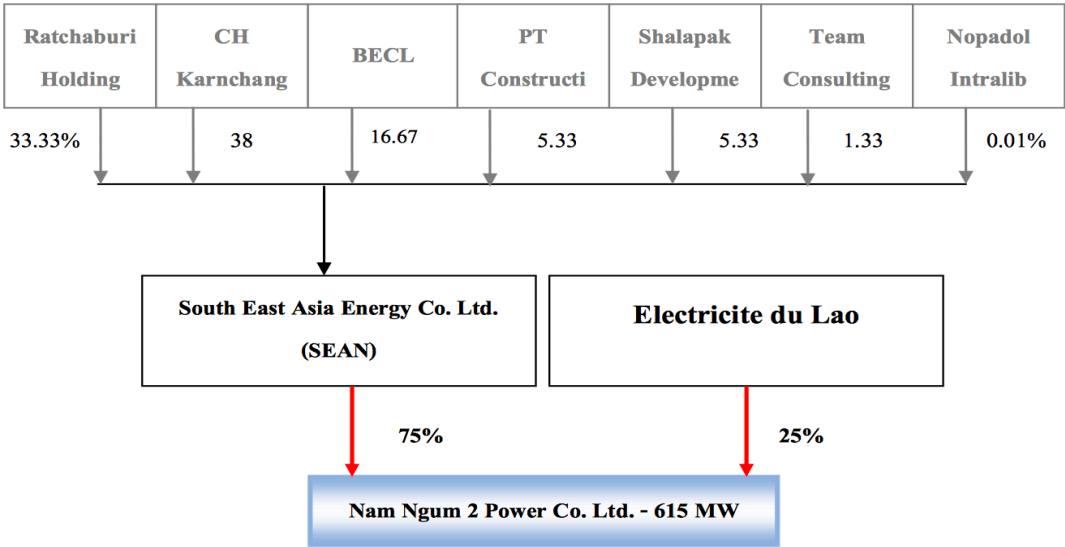 Ratchaburi
Holding
CH
Karnchang
BECL
PT
Constructi
Shalapak
Developme
Team
Consulting
Nopadol
Intralib
33.33%
38
16.67
5.33
5.33
1.33
0.01%
South East Asia Energy Co. Ltd.
(SEAN)
Electricite du Lao
75%
25%
Nam Ngum 2 Power Co. Ltd. - 615 MW